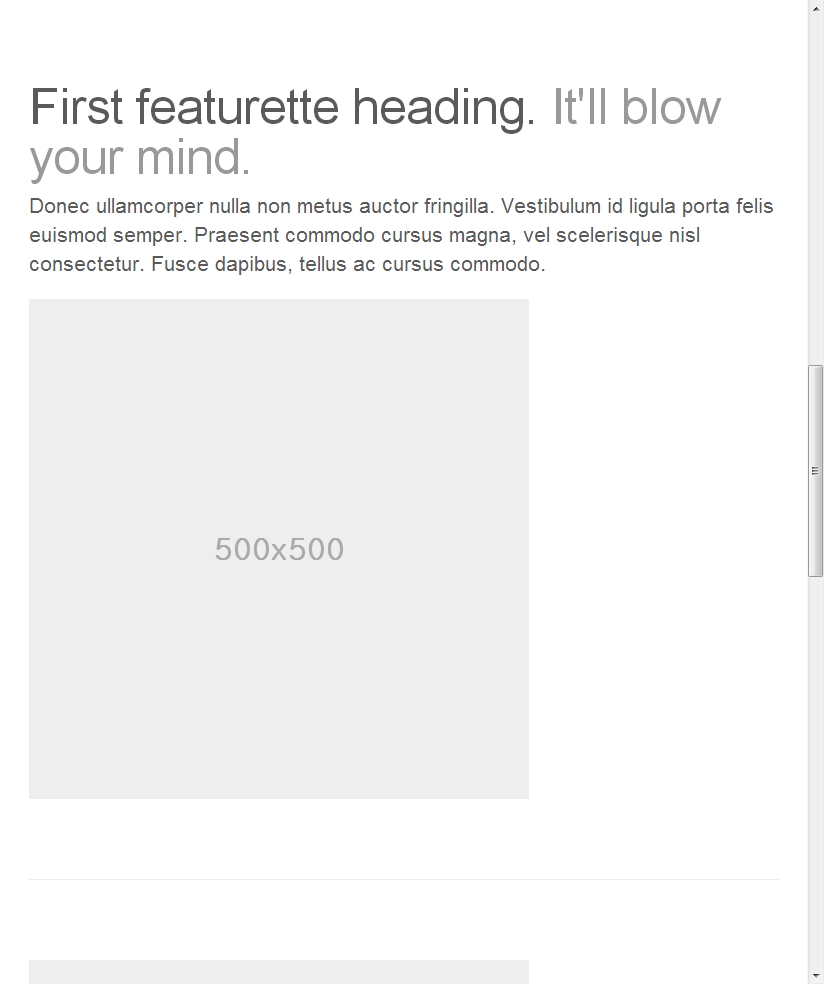 First featurette heading. It'll blow
your mind.
Donec ullamcorper nulla non metus auctor fringilla. Vestibulum id ligula porta felis
euismod semper. Praesent commodo cursus magna, vel scelerisque nisl
consectetur. Fusce dapibus, tellus ac cursus commodo.
500x500